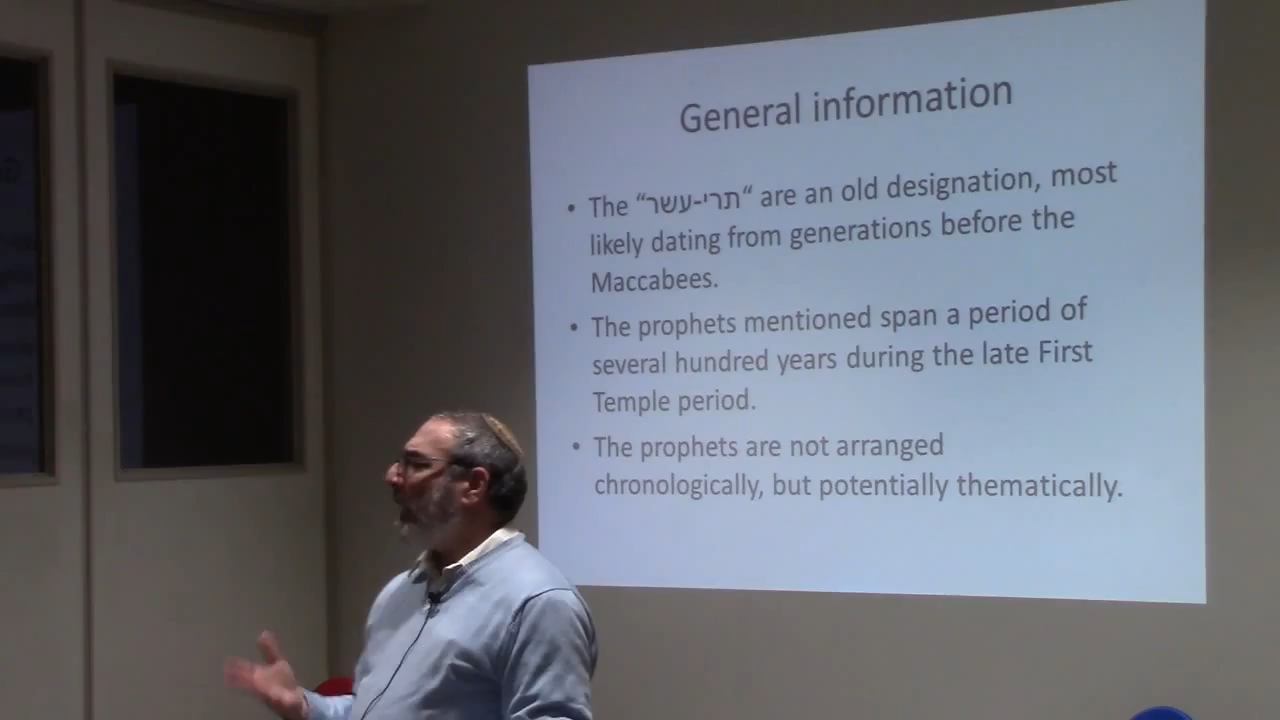 General information
• The “תרי-עשר“ are an old designation, most
likely dating from generations before the
Maccabees.
• The prophets mentioned span a period of
several hundred years during the late First
Temple period.
• The prophets are not arranged
chronologically, but potentially thematically.